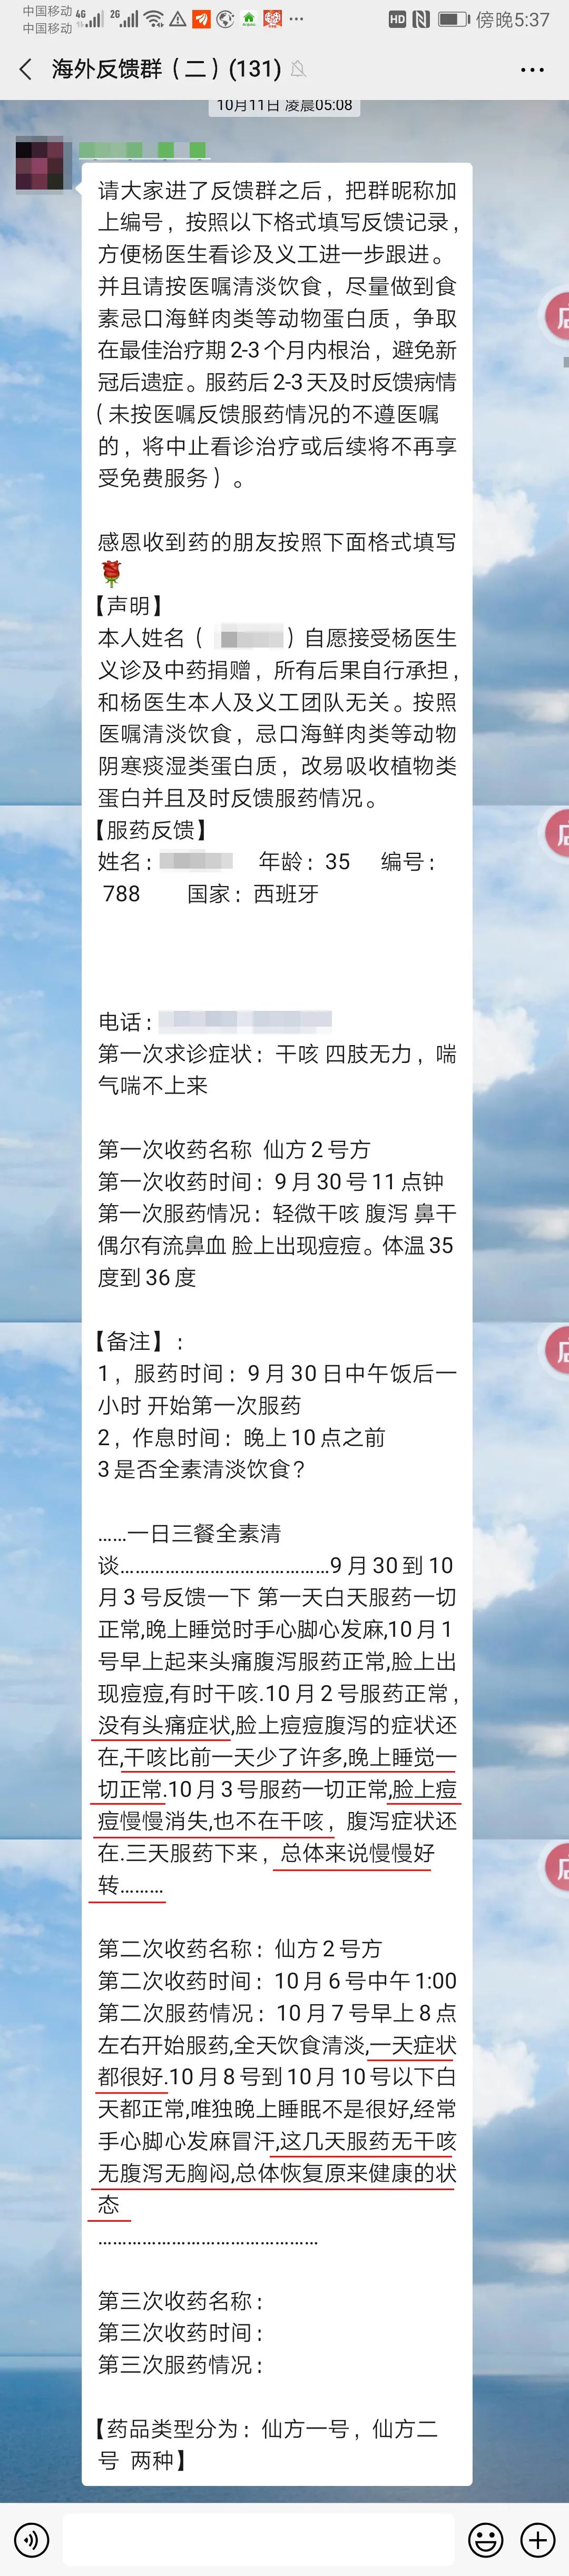 中国移动 4G 2G HD 傍晚5:37
中国移动
海外反馈群（二）(131)
10月11日 凌晨05:08
请大家进了反馈群之后，把群昵称加
上编号，按照以下格式填写反馈记录，
方便杨医生看诊及义工进一步跟进。
并且请按医嘱清淡饮食，尽量做到食
素忌口海鲜肉类等动物蛋白质，争取
在最佳治疗期2-3个月内根治，避免新
冠后遗症。服药后2-3天及时反馈病情
（未按医嘱反馈服药情况的不遵医嘱
的，将中止看诊治疗或后续将不再享
受免费服务）。
感恩收到药的朋友按照下面格式填写
🌹
【声明】
本人姓名（ ）自愿接受杨医生
义诊及中药捐赠，所有后果自行承担，
和杨医生本人及义工团队无关。按照
医嘱清淡饮食，忌口海鲜肉类等动物
阴寒痰湿类蛋白质，改易吸收植物类
蛋白并且及时反馈服药情况。
【服药反馈】
姓名： 年龄：35 编号：
788 国家：西班牙
电话：
第一次求诊症状：干咳 四肢无力，喘
气喘不上来
第一次收药名称 仙方2号方
第一次收药时间：9月30号11点钟
第一次服药情况：轻微干咳 腹泻 鼻干
偶尔有流鼻血 脸上出现痘痘。体温35
度到36度
【备注】：
1，服药时间：9月30日中午饭后一
小时 开始第一次服药
2，作息时间：晚上10点之前
3是否全素清淡饮食？
……一日三餐全素清
谈……………………………………9月30到10
月3号反馈一下 第一天白天服药一切
正常,晚上睡觉时手心脚心发麻,10月1
号早上起来头痛腹泻服药正常,脸上出
现痘痘,有时干咳.10月2号服药正常，
没有头痛症状,脸上痘痘腹泻的症状还
在,干咳比前一天少了许多,晚上睡觉一
切正常.10月3号服药一切正常,脸上痘
痘慢慢消失,也不在干咳，腹泻症状还
在.三天服药下来，总体来说慢慢好
转………
第二次收药名称：仙方2号方
第二次收药时间：10月6号中午1:00
第二次服药情况：10月7号早上8点
左右开始服药,全天饮食清淡,一天症状
都很好.10月8号到10月10号以下白
天都正常,唯独晚上睡眠不是很好,经常
手心脚心发麻冒汗,这几天服药无干咳
无腹泻无胸闷,总体恢复原来健康的状
态
………………………………………
第三次收药名称：
第三次收药时间：
第三次服药情况：
【药品类型分为：仙方一号，仙方二
号 两种】